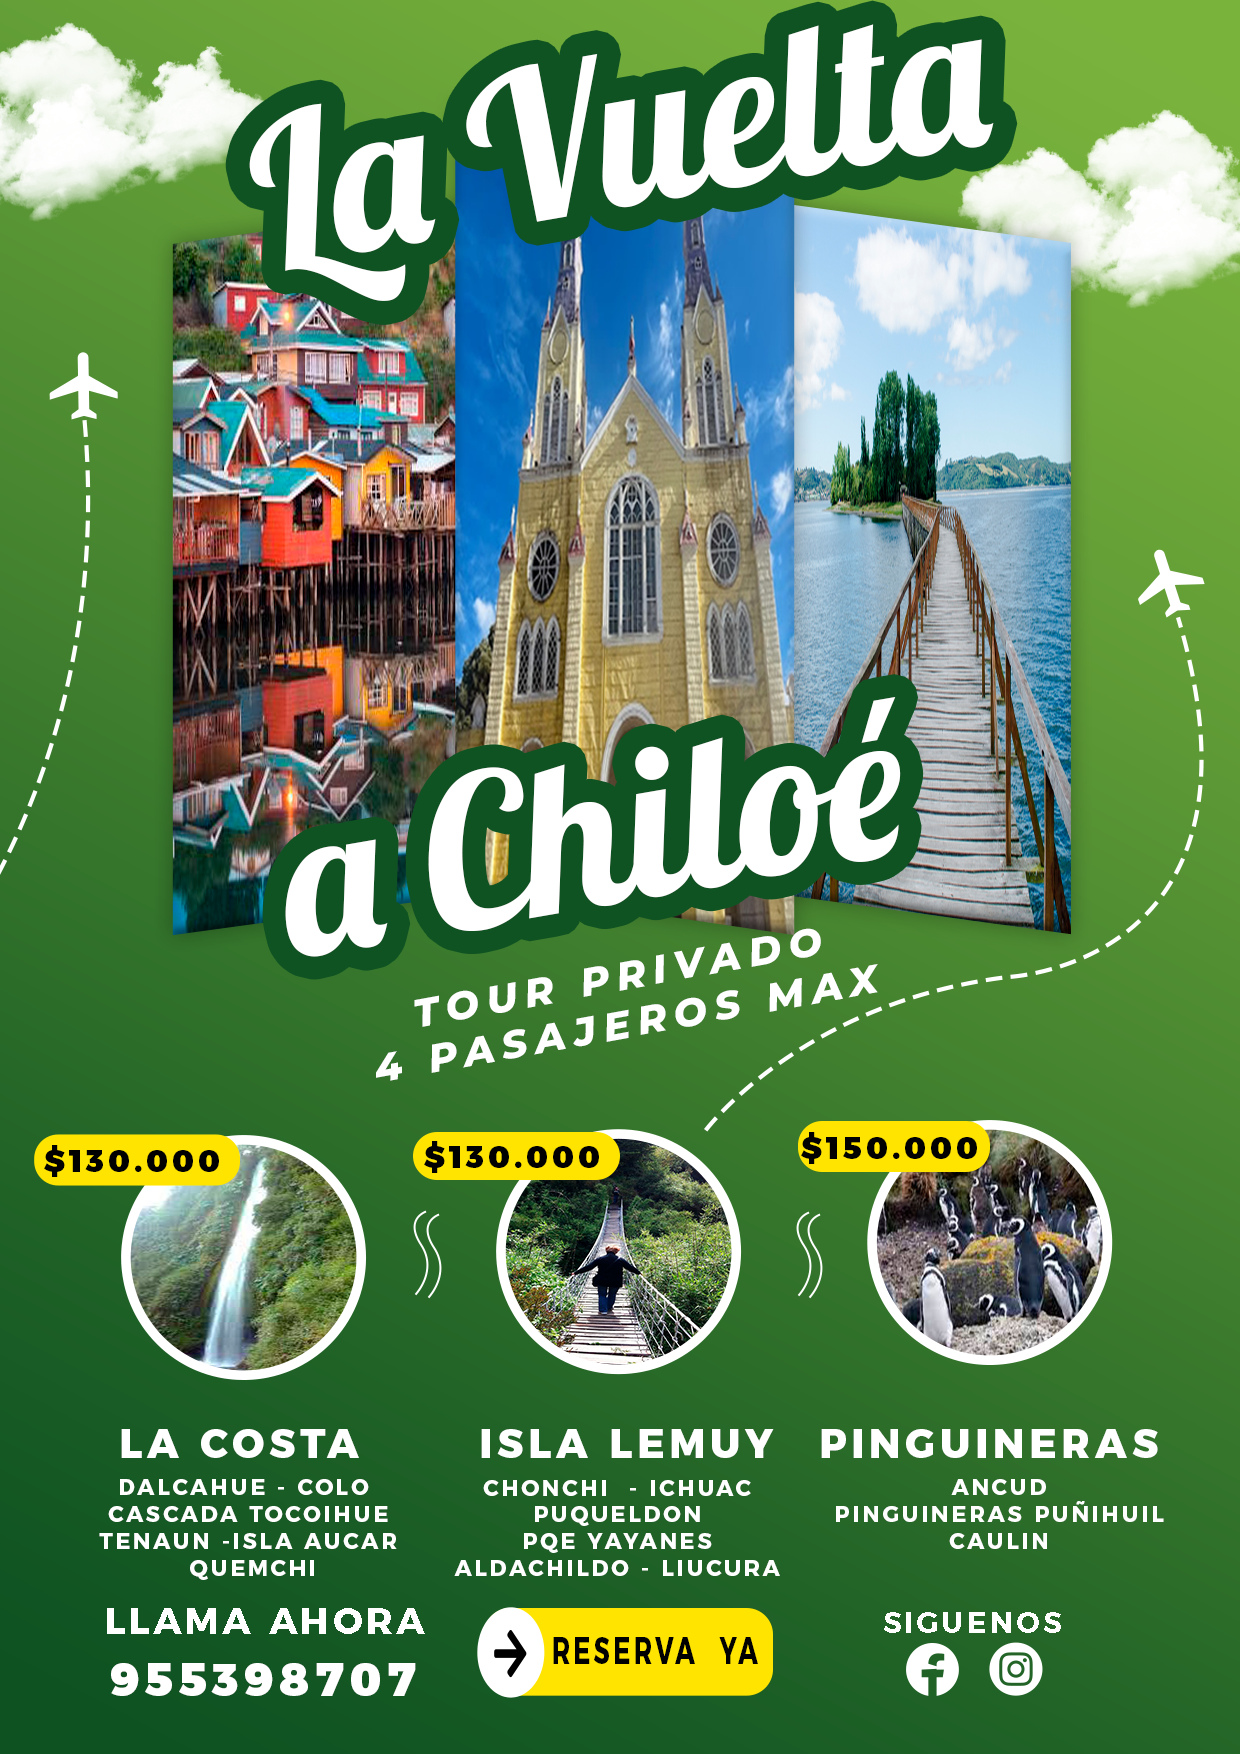 La Vuelta
a Chiloé
TOUR PRIVADO
4 PASAJEROS MAX
$130.000
$130.000
$150.000
LA COSTA
DALCAHUE - COLO
CASCADA TOCOIHUE
TENAUN -ISLA AUCAR
QUEMCHI
ISLA LEMUY
CHONCHI - ICHUAC
PUQUELDON
PQE YAYANES
ALDACHILDO - LIUCURA
PINGUINERAS
ANCUD
PINGUINERAS PUÑIHUIL
CAULIN
LLAMA AHORA
955398707
RESERVA YA
SIGUENOS